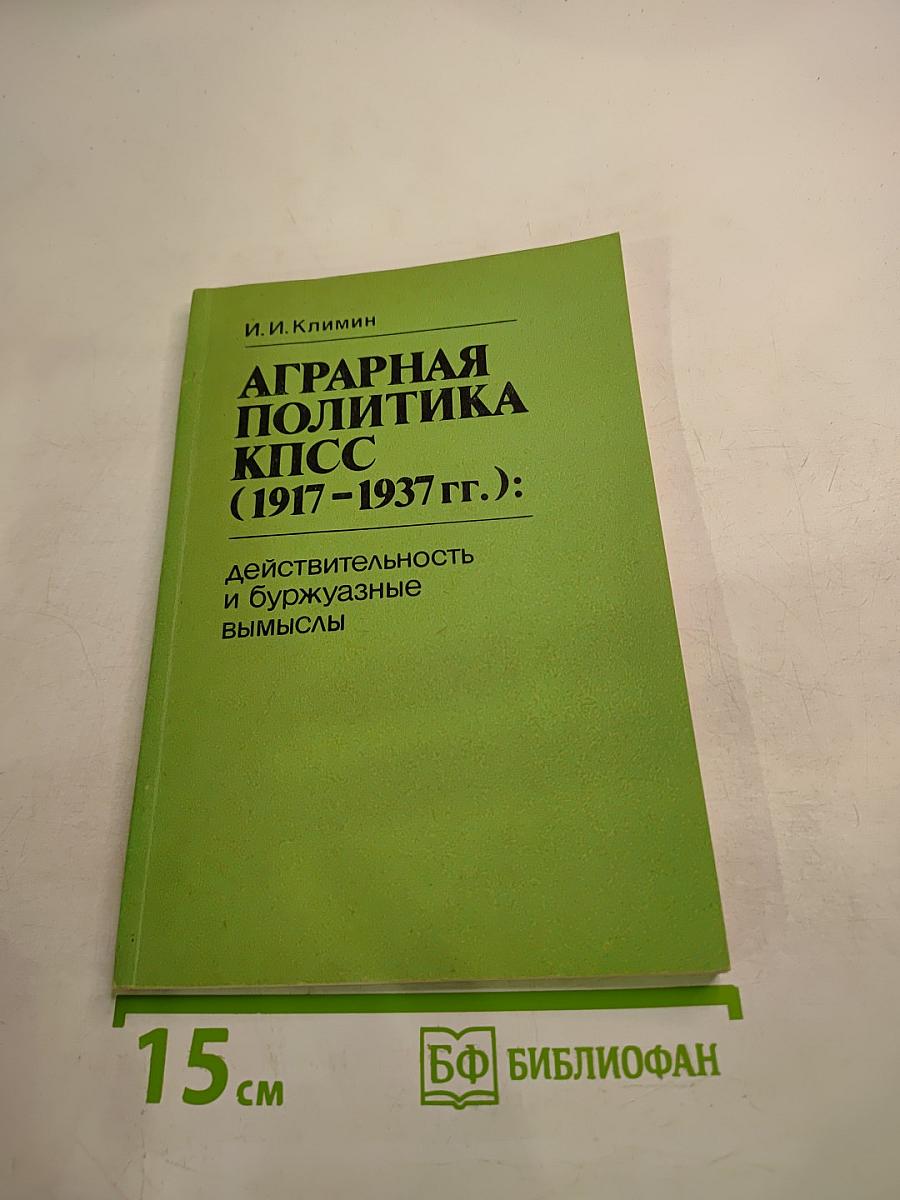 И. И. Климин
АГРАРНАЯ
ПОЛИТИКА
КПСС
(1917-1937 гг.):
действительность
и буржуазные
вымыслы
15 см
БФ БИБЛИОФАН